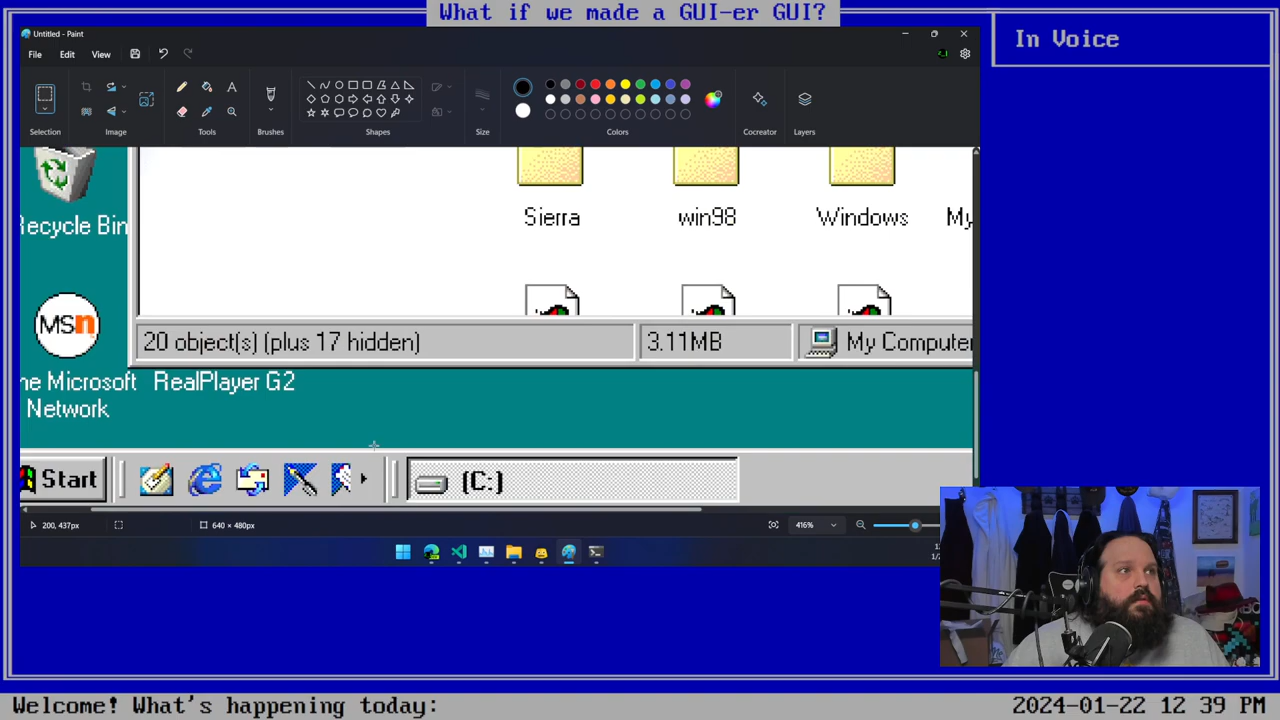 What if we made a GUI-er GUI?
In Voice
Untitled - Paint
File Edit View
Selection Image Tools Brushes Shapes Size Colors Cocreator Layers
Recycle Bin
Sierra win98 Windows My
MSn
20 object(s) (plus 17 hidden) 3.11MB My Computer
ne Microsoft RealPlayer G2
Network
Start (C:)
200, 437px 640 × 480px 416%
Welcome! What's happening today: 2024-01-22 12 39 PM